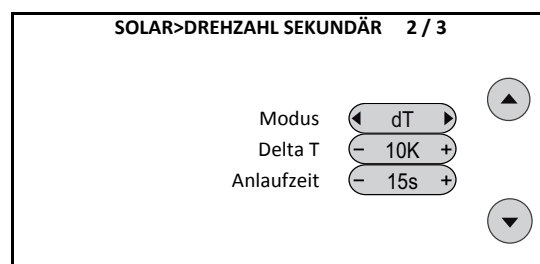 SOLAR>DREHZAHL SEKUNDÄR 2 / 3
Modus dT
Delta T − 10K +
Anlaufzeit − 15s +